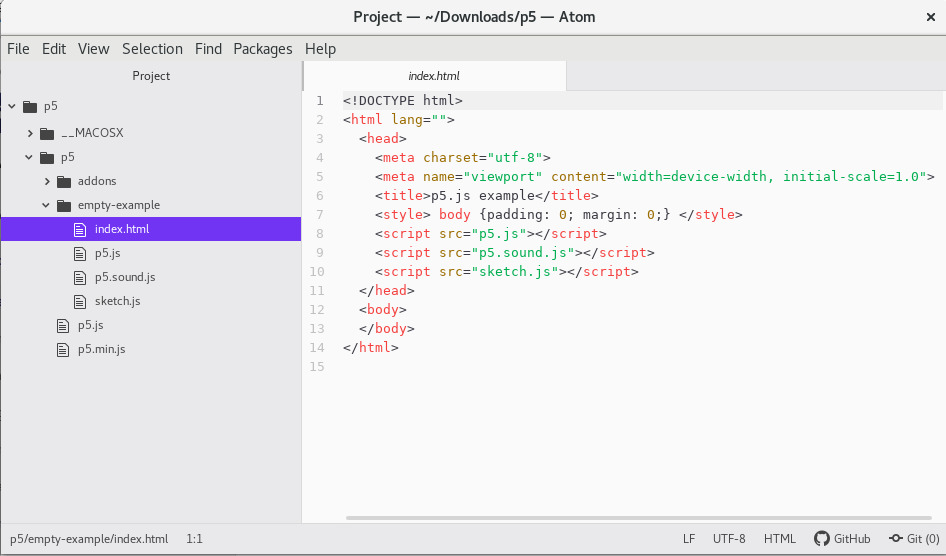 Project — ~/Downloads/p5 — Atom
File Edit View Selection Find Packages Help
Project
p5
__MACOSX
p5
addons
empty-example
index.html
p5.js
p5.sound.js
sketch.js
p5.js
p5.min.js
index.html
1 <!DOCTYPE html>
2 <html lang="">
3   <head>
4     <meta charset="utf-8">
5     <meta name="viewport" content="width=device-width, initial-scale=1.0">
6     <title>p5.js example</title>
7     <style> body {padding: 0; margin: 0;} </style>
8     <script src="p5.js"></script>
9     <script src="p5.sound.js"></script>
10     <script src="sketch.js"></script>
11   </head>
12   <body>
13   </body>
14 </html>
15
p5/empty-example/index.html 1:1 LF UTF-8 HTML GitHub Git (0)